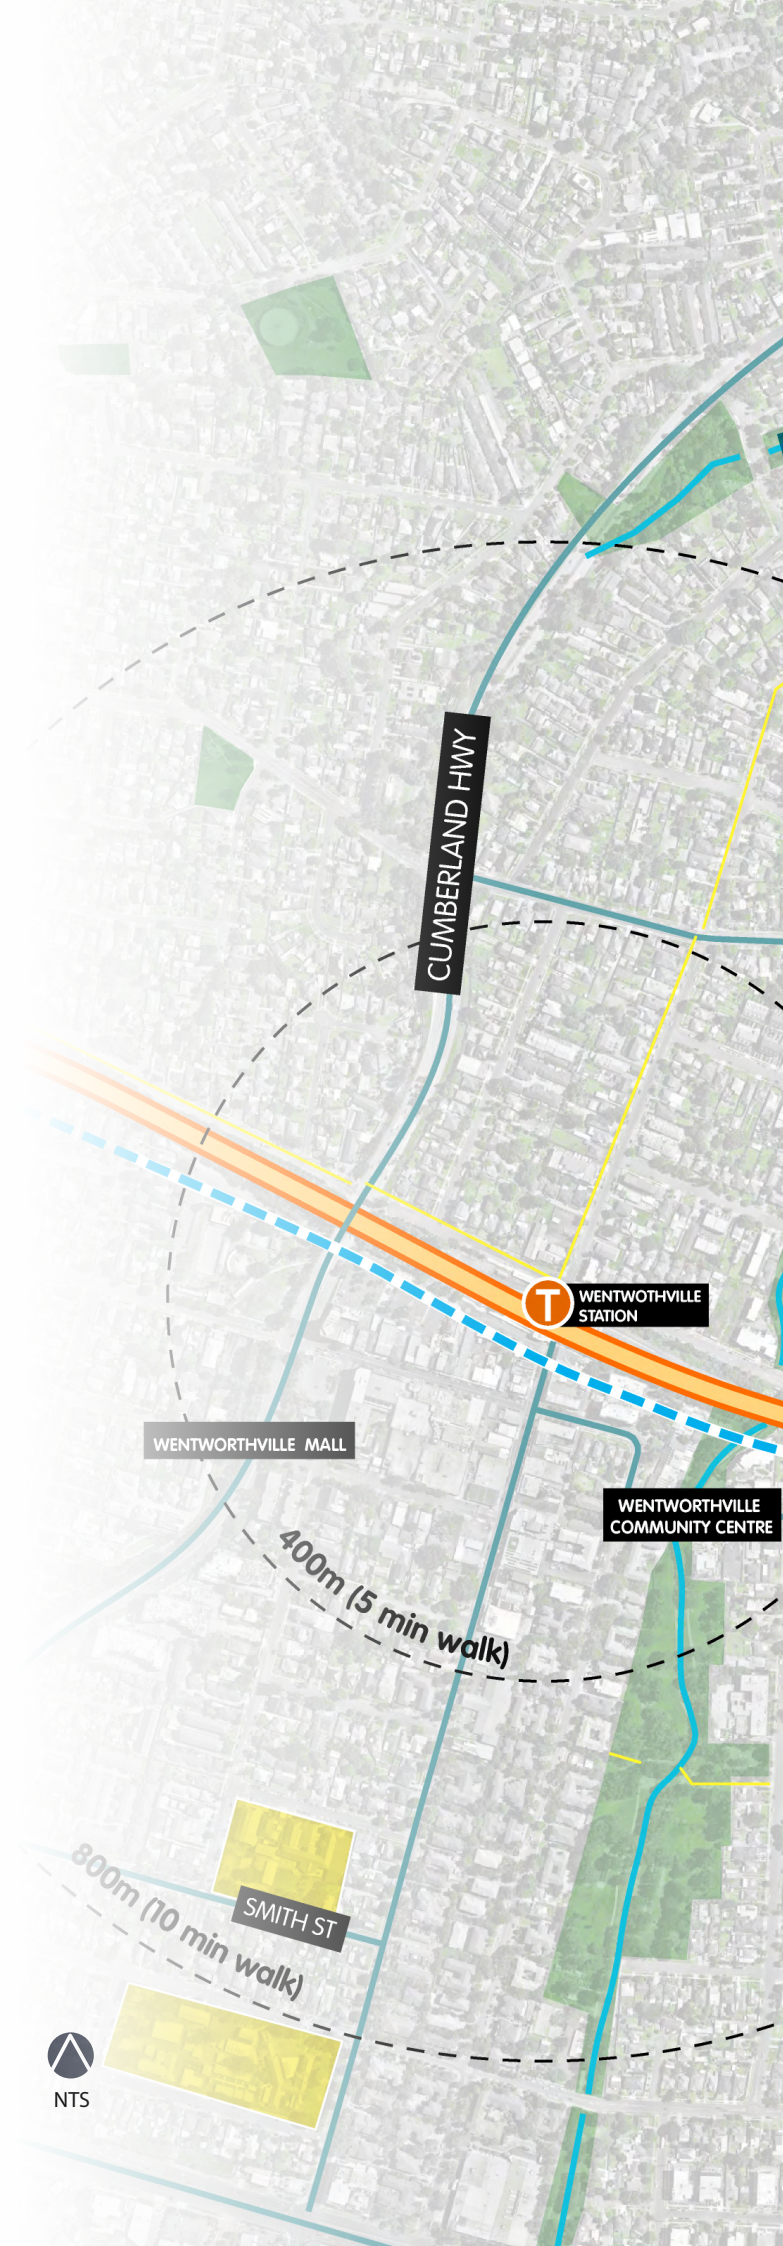 CUMBERLAND HWY
T
WENTWOTHVILLE
STATION
WENTWORTHVILLE MALL
WENTWORTHVILLE
COMMUNITY CENTRE
400m (5 min walk)
SMITH ST
800m (10 min walk)
NTS